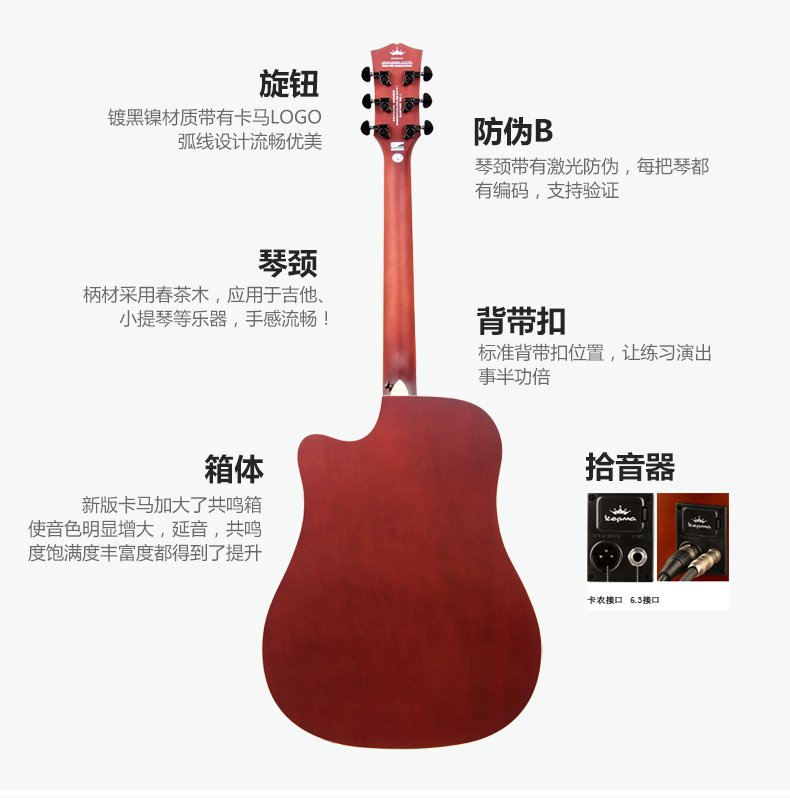 旋钮
镀黑镍材质带有卡马LOGO
弧线设计流畅优美
防伪B
琴颈带有激光防伪，每把琴都
有编码，支持验证
琴颈
柄材采用春茶木，应用于吉他、
小提琴等乐器，手感流畅！
背带扣
标准背带扣位置，让练习演出
事半功倍
箱体
新版卡马加大了共鸣箱
使音色明显增大，延音，共鸣
度饱满度丰富度都得到了提升
拾音器
kepma
kepma
卡农接口 6.3接口